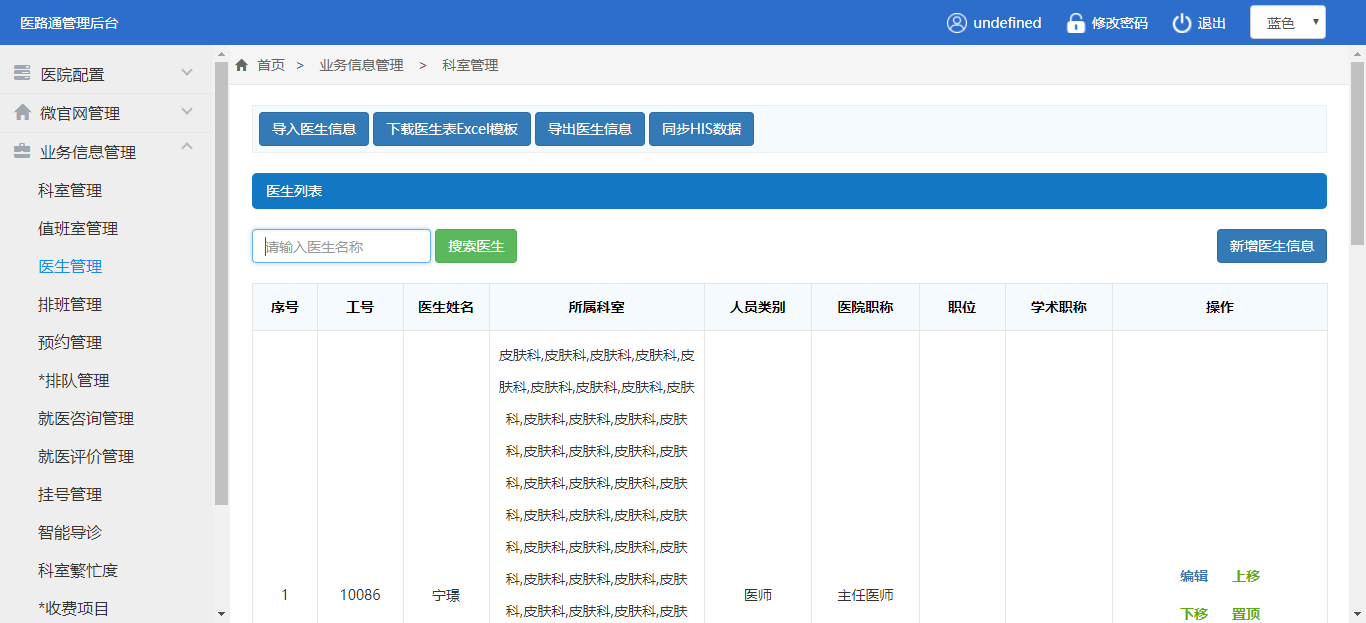 医路通管理后台
undefined
修改密码
退出
蓝色
医院配置
微官网管理
业务信息管理
科室管理
值班室管理
医生管理
排班管理
预约管理
*排队管理
就医咨询管理
就医评价管理
挂号管理
智能导诊
科室繁忙度
*收费项目
首页 > 业务信息管理 > 科室管理
导入医生信息
下载医生表Excel模板
导出医生信息
同步HIS数据
医生列表
请输入医生名称
搜索医生
新增医生信息
序号 工号 医生姓名 所属科室 人员类别 医院职称 职位 学术职称 操作
皮肤科,皮肤科,皮肤科,皮肤科,皮
肤科,皮肤科,皮肤科,皮肤科,皮肤
科,皮肤科,皮肤科,皮肤科,皮肤
科,皮肤科,皮肤科,皮肤科,皮肤
科,皮肤科,皮肤科,皮肤科,皮肤
科,皮肤科,皮肤科,皮肤科,皮肤
科,皮肤科,皮肤科,皮肤科,皮肤
科,皮肤科,皮肤科,皮肤科,皮肤
科,皮肤科,皮肤科,皮肤科,皮肤
1 10086 宁璟 医师 主任医师
编辑 上移
下移 置顶